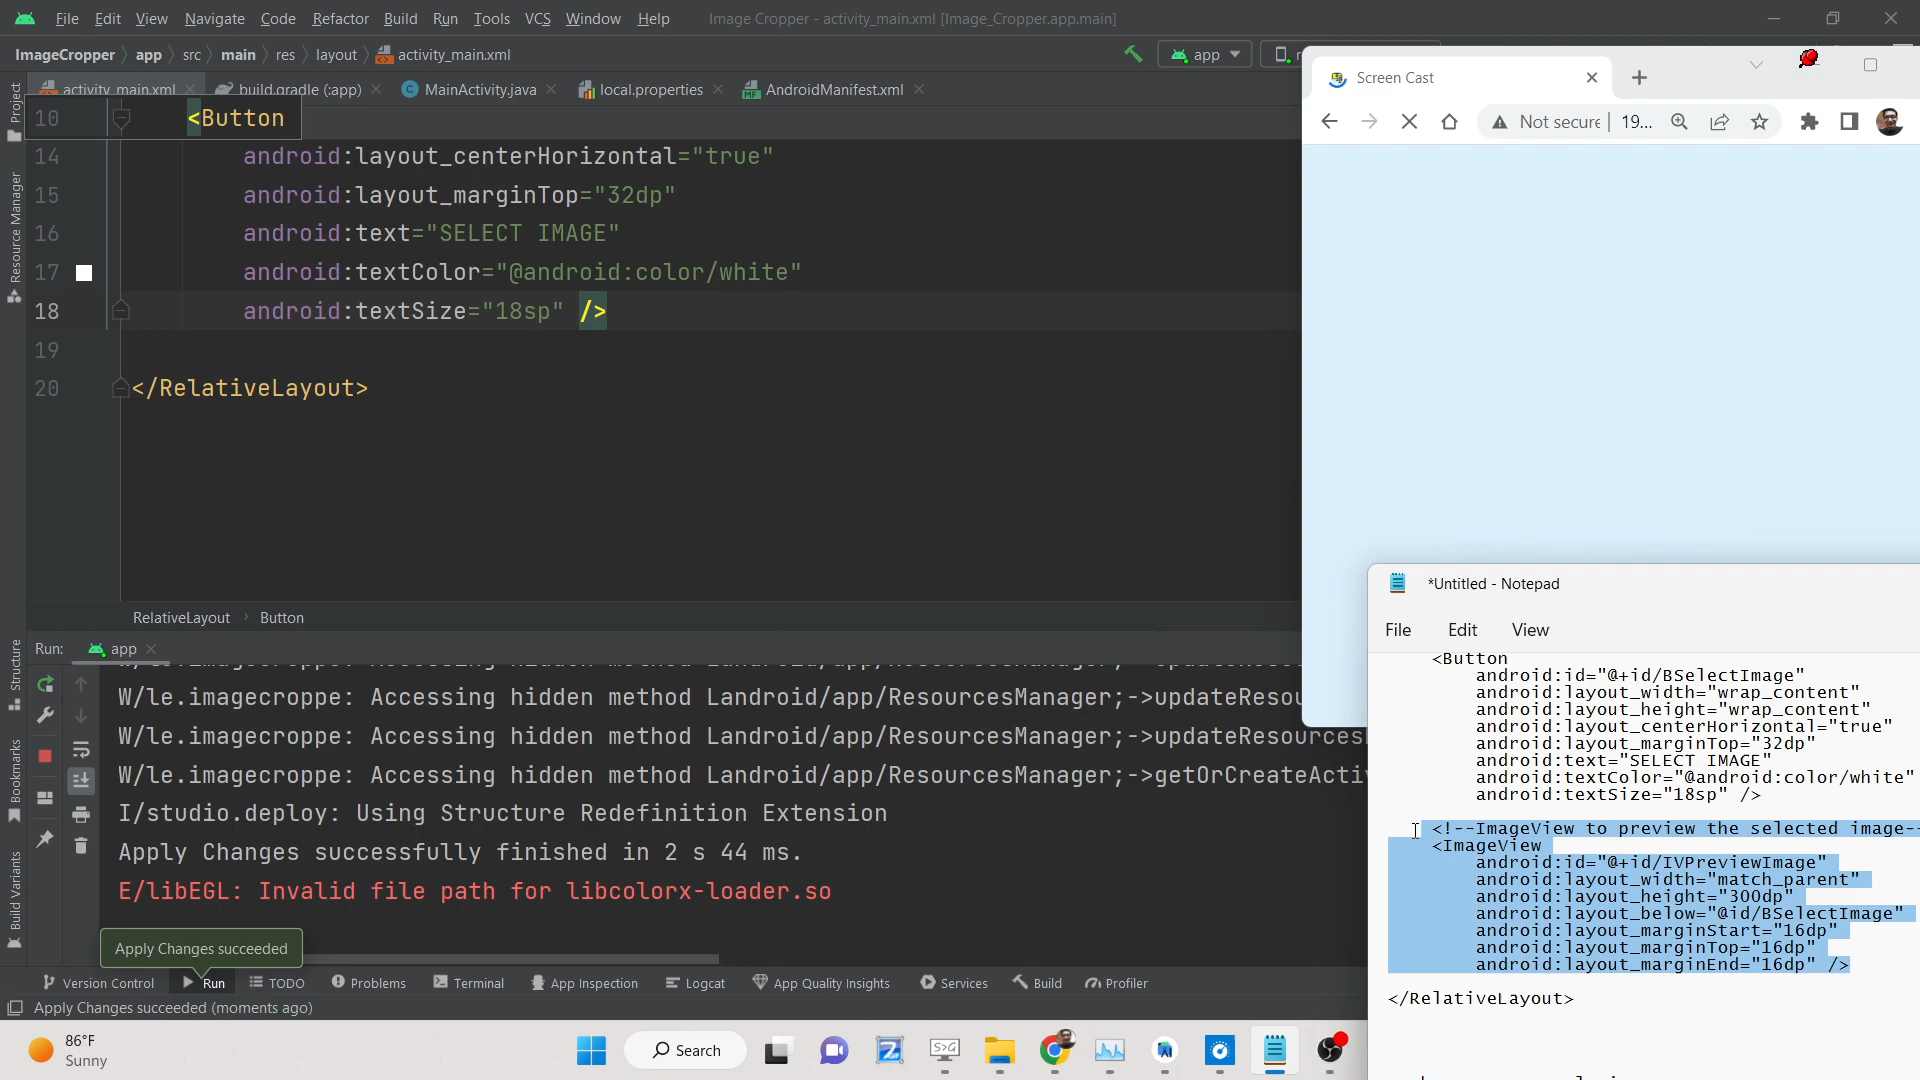 File Edit View Navigate Code Refactor Build Run Tools VCS Window Help Image Cropper - activity_main.xml [Image_Cropper.app.main]
ImageCropper app src main res layout activity_main.xml app
activity_main.xml build.gradle (:app) MainActivity.java local.properties AndroidManifest.xml
Project
Resource Manager
Structure
Bookmarks
Build Variants
10 <Button
14 android:layout_centerHorizontal="true"
15 android:layout_marginTop="32dp"
16 android:text="SELECT IMAGE"
17 android:textColor="@android:color/white"
18 android:textSize="18sp" />
19
20 </RelativeLayout>
RelativeLayout Button
Run: app
W/le.imagecroppe: Accessing hidden method Landroid/app/ResourcesManager;->updateResou
W/le.imagecroppe: Accessing hidden method Landroid/app/ResourcesManager;->updateResourcesF
W/le.imagecroppe: Accessing hidden method Landroid/app/ResourcesManager;->getOrCreateActiv
I/studio.deploy: Using Structure Redefinition Extension
Apply Changes successfully finished in 2 s 44 ms.
E/libEGL: Invalid file path for libcolorx-loader.so
Apply Changes succeeded
Version Control Run TODO Problems Terminal App Inspection Logcat App Quality Insights Services Build Profiler
Apply Changes succeeded (moments ago)
Screen Cast
Not secure 19...
*Untitled - Notepad
File Edit View
<Button
android:id="@+id/BSelectImage"
android:layout_width="wrap_content"
android:layout_height="wrap_content"
android:layout_centerHorizontal="true"
android:layout_marginTop="32dp"
android:text="SELECT IMAGE"
android:textColor="@android:color/white"
android:textSize="18sp" />
<!--ImageView to preview the selected image--
<ImageView
android:id="@+id/IVPreviewImage"
android:layout_width="match_parent"
android:layout_height="300dp"
android:layout_below="@id/BSelectImage"
android:layout_marginStart="16dp"
android:layout_marginTop="16dp"
android:layout_marginEnd="16dp" />
</RelativeLayout>
86°F
Sunny
Search